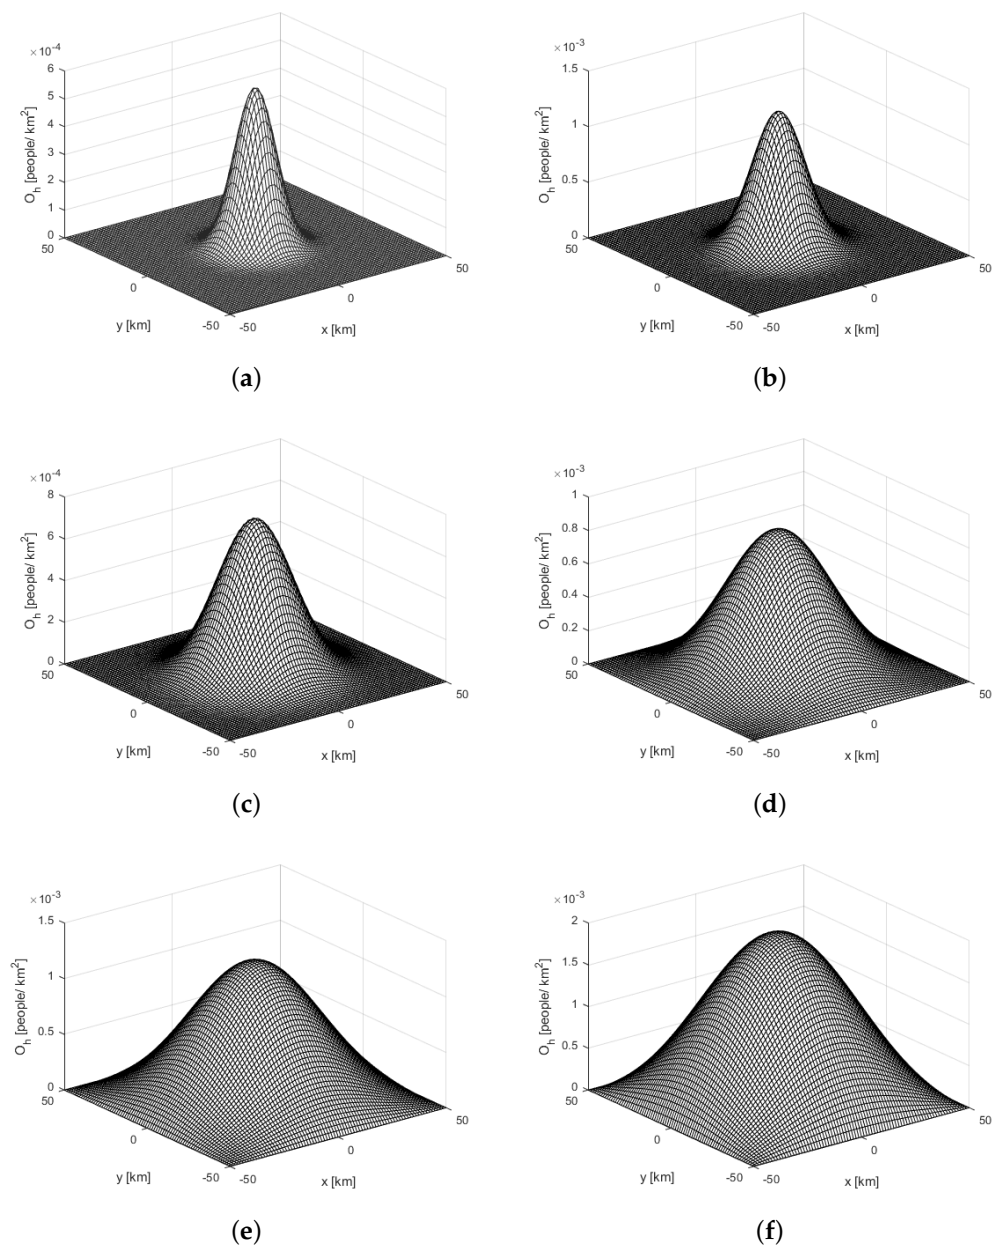 ×10-4 ×10-3
6 5 4 3 2 1 0 1.5 1 0.5 0
O_h [people/ km2] O_h [people/ km2]
50 0 -50 -50 0 50 50 0 -50 -50 0 50
y [km] x [km] y [km] x [km]
(a) (b)
×10-4 ×10-3
8 6 4 2 0 1 0.8 0.6 0.4 0.2 0
O_h [people/ km2] O_h [people/ km2]
50 0 -50 -50 0 50 50 0 -50 -50 0 50
y [km] x [km] y [km] x [km]
(c) (d)
×10-3 ×10-3
1.5 1 0.5 0 2 1.5 1 0.5 0
O_h [people/ km2] O_h [people/ km2]
50 0 -50 -50 0 50 50 0 -50 -50 0 50
y [km] x [km] y [km] x [km]
(e) (f)